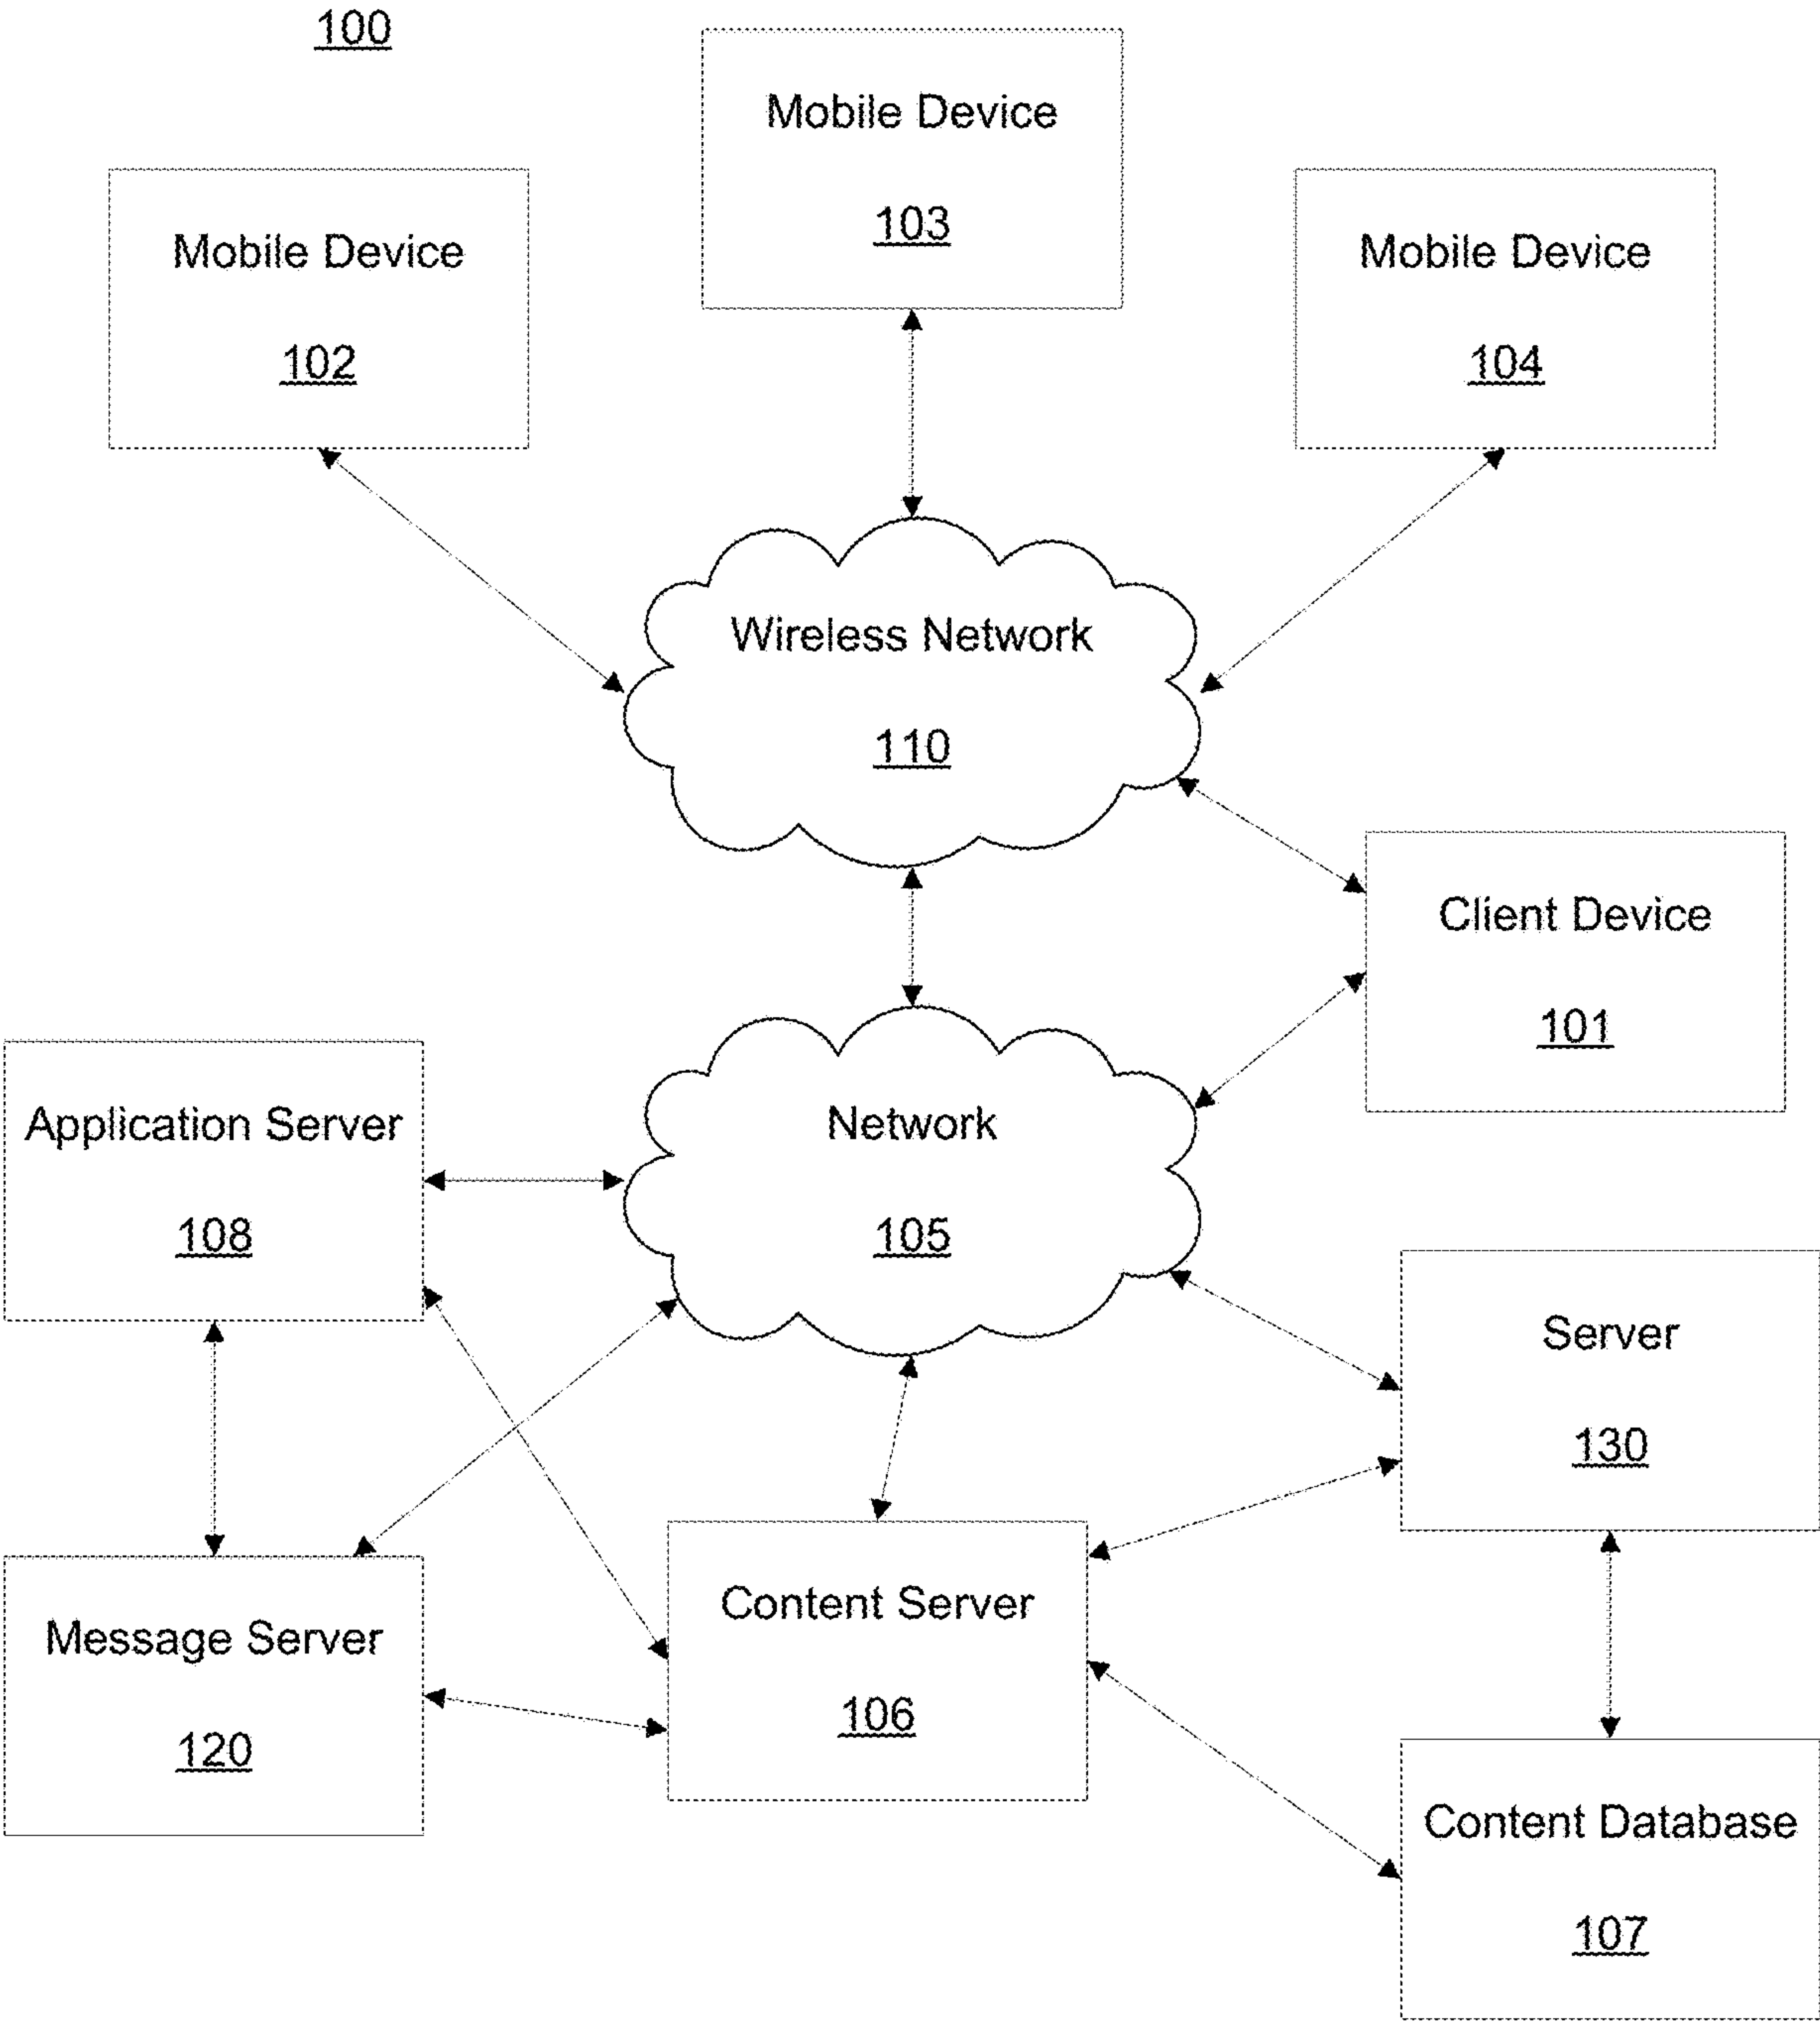 100
Mobile Device
103
Mobile Device
102
Mobile Device
104
Wireless Network
110
Client Device
101
Application Server
108
Network
105
Server
130
Message Server
120
Content Server
106
Content Database
107